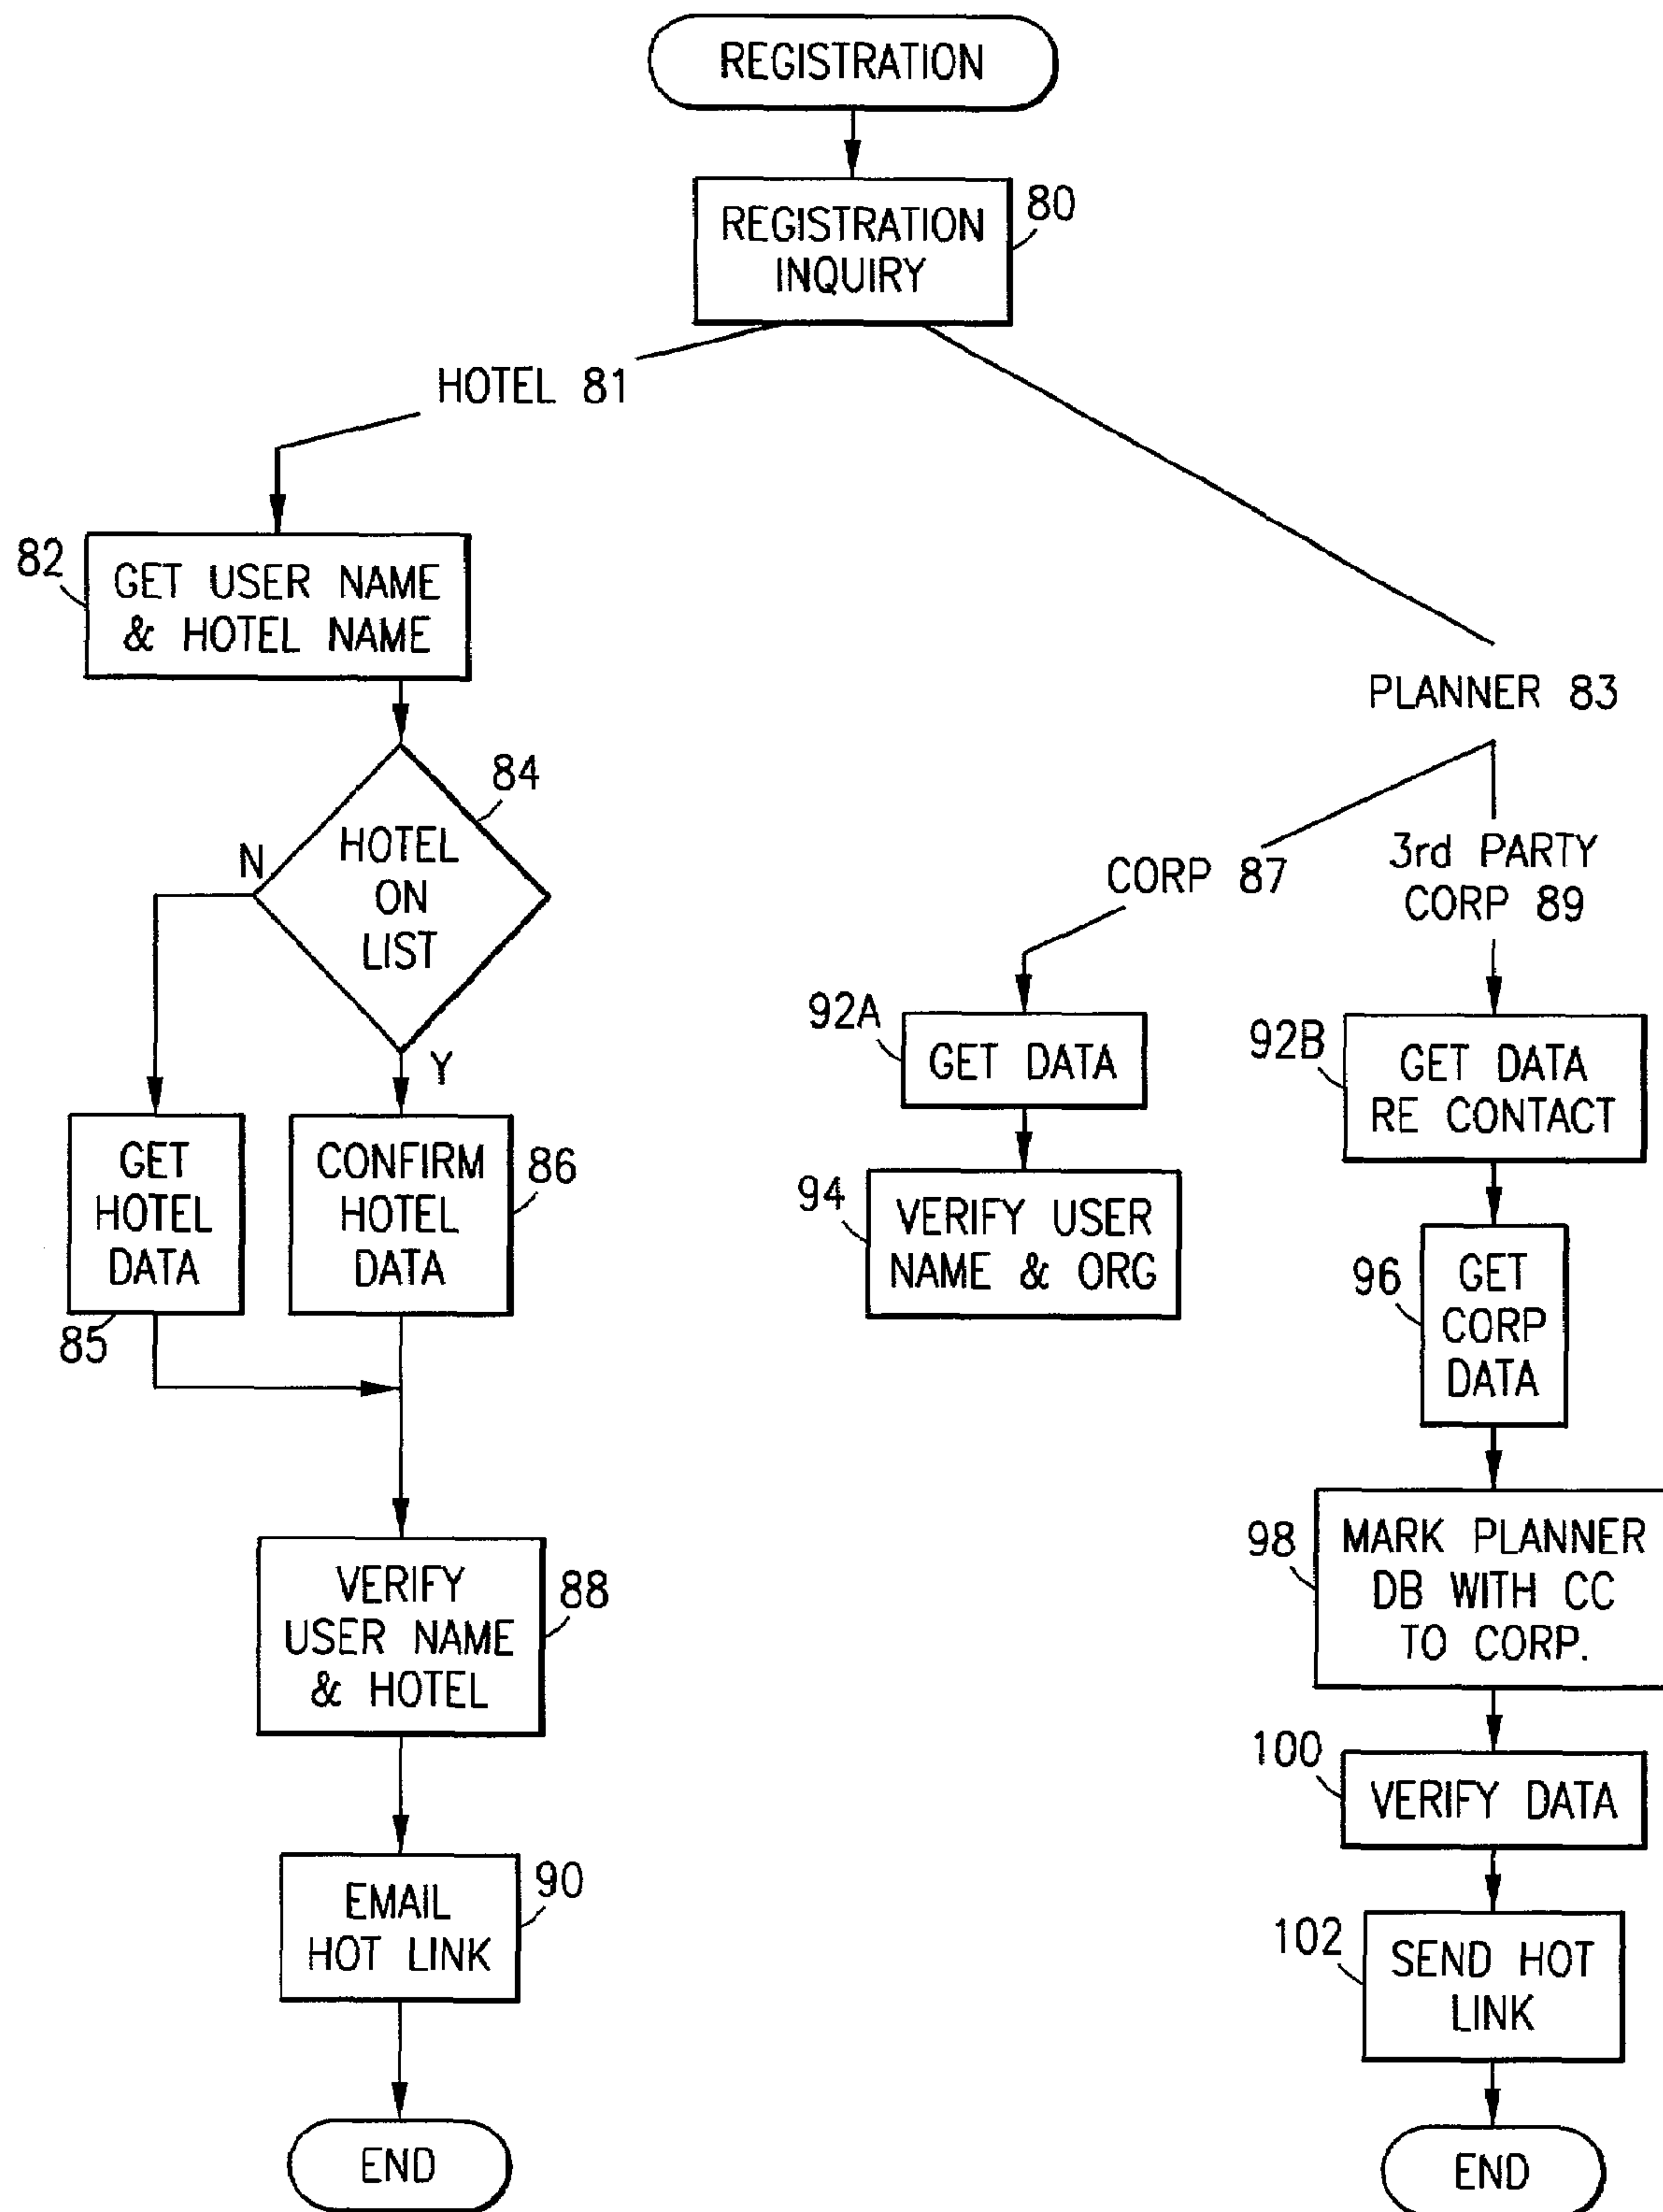 REGISTRATION
REGISTRATION
INQUIRY
80
HOTEL 81
82
GET USER NAME
& HOTEL NAME
84
HOTEL
ON
LIST
N
Y
GET
HOTEL
DATA
85
CONFIRM
HOTEL
DATA
86
VERIFY
USER NAME
& HOTEL
88
EMAIL
HOT LINK
90
END
PLANNER 83
CORP 87
3rd PARTY
CORP 89
92A
GET DATA
94
VERIFY USER
NAME & ORG
92B
GET DATA
RE CONTACT
96
GET
CORP
DATA
98
MARK PLANNER
DB WITH CC
TO CORP.
100
VERIFY DATA
102
SEND HOT
LINK
END